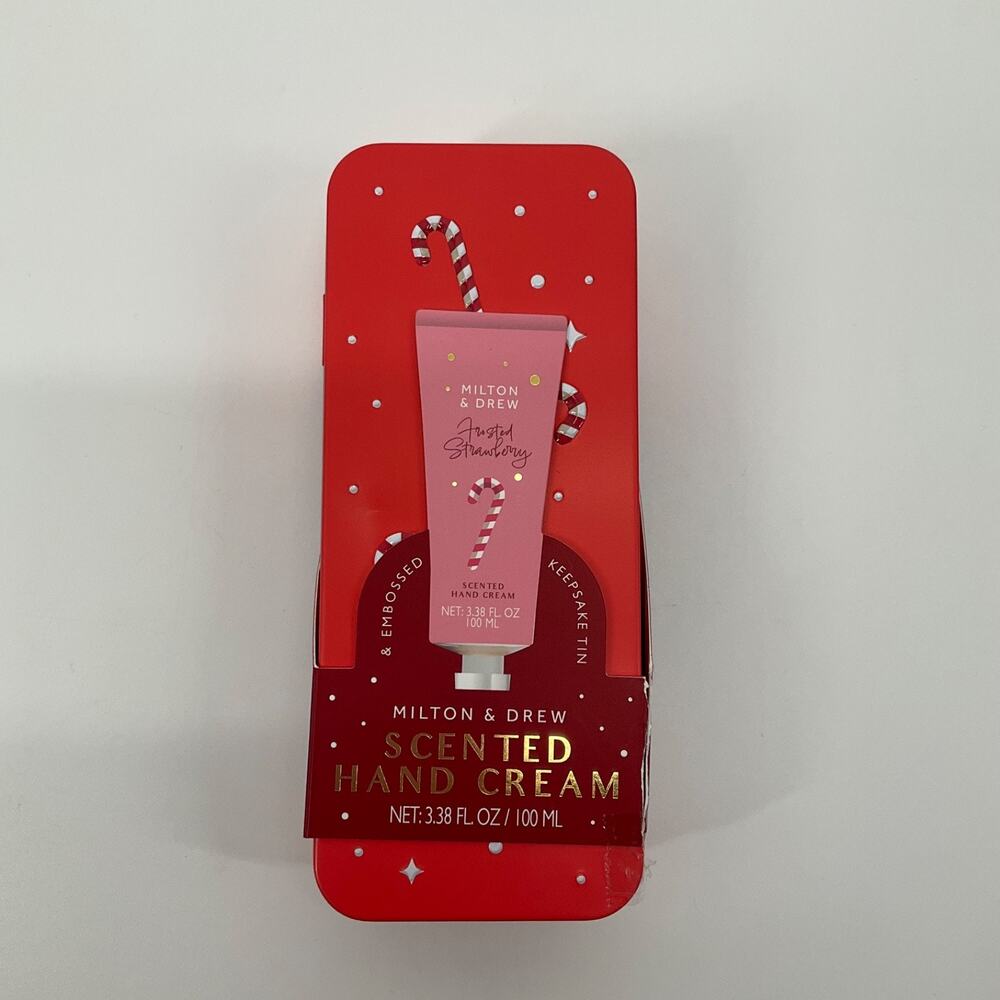 MILTON
& DREW
Frosted
Strawberry
SCENTED
HAND CREAM
NET: 3.38 FL. OZ
100 ML
& EMBOSSED
KEEPSAKE TIN
MILTON & DREW
SCENTED
HAND CREAM
NET: 3.38 FL. OZ / 100 ML